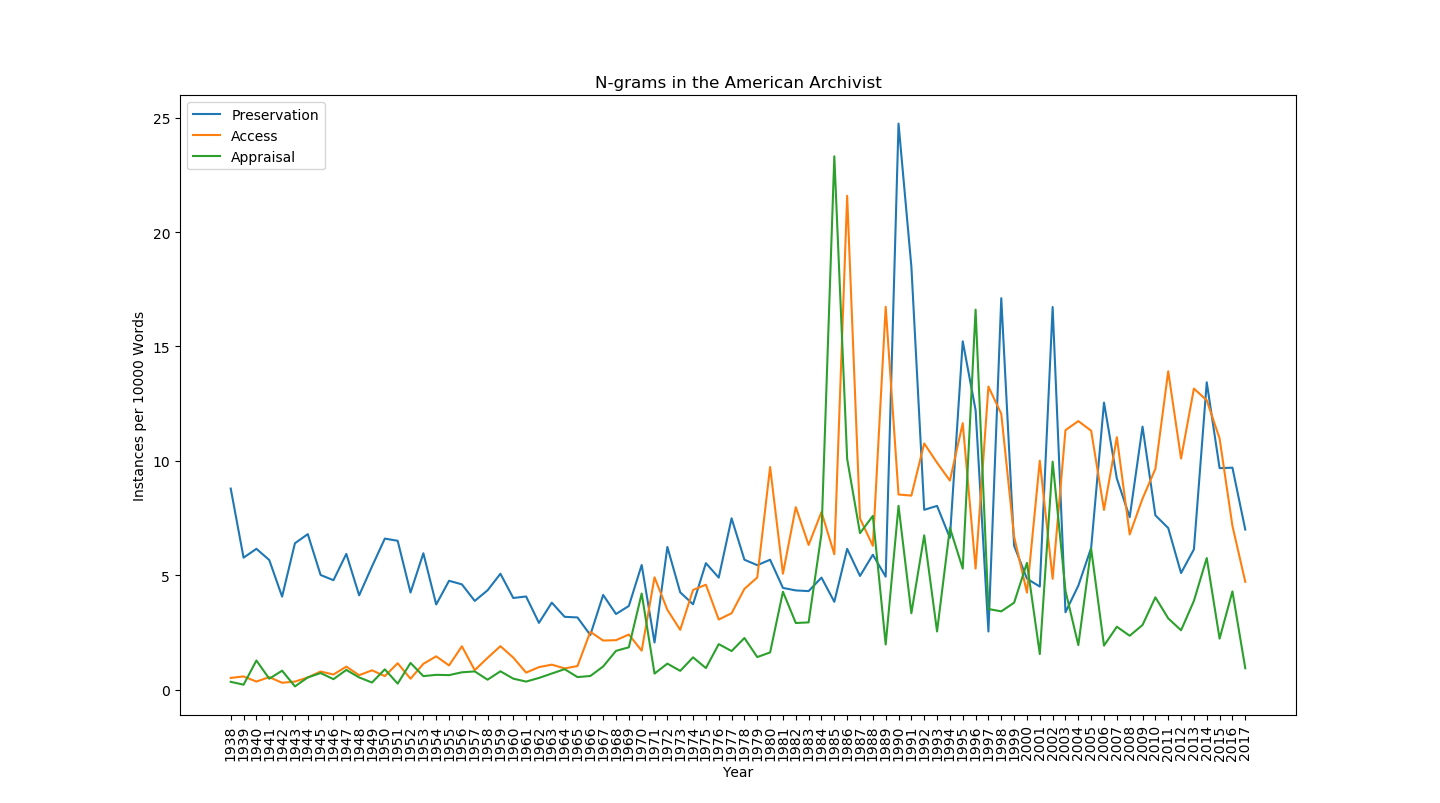 N-grams in the American Archivist
Preservation
Access
Appraisal
25
20
15
10
5
0
Instances per 10000 Words
1938 1939 1940 1941 1942 1943 1944 1945 1946 1947 1948 1949 1950 1951 1952 1953 1954 1955 1956 1957 1958 1959 1960 1961 1962 1963 1964 1965 1966 1967 1968 1969 1970 1971 1972 1973 1974 1975 1976 1977 1978 1979 1980 1981 1982 1983 1984 1985 1986 1987 1988 1989 1990 1991 1992 1993 1994 1995 1996 1997 1998 1999 2000 2001 2002 2003 2004 2005 2006 2007 2008 2009 2010 2011 2012 2013 2014 2015 2016 2017
Year